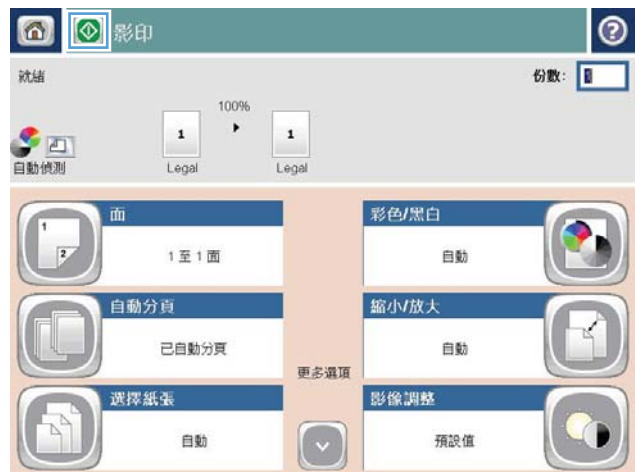 影印
就緒
份數:
100%
1
1
自動偵測
Legal
Legal
面
1 至 1 面
彩色/黑白
自動
自動分頁
已自動分頁
縮小/放大
自動
更多選項
選擇紙張
自動
影像調整
預設值